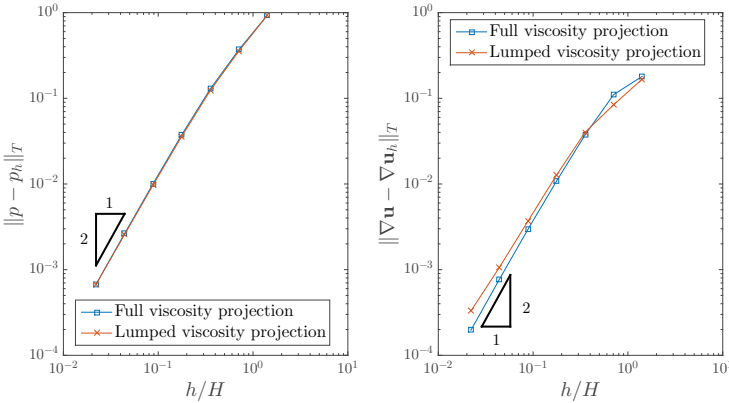 10^0
10^{-1}
10^{-2}
10^{-3}
10^{-4}
‖p − p_h‖_T
1
2
Full viscosity projection
Lumped viscosity projection
10^{-2}
10^{-1}
10^0
10^1
h/H
10^0
10^{-1}
10^{-2}
10^{-3}
10^{-4}
‖∇𝐮 − ∇𝐮_h‖_T
Full viscosity projection
Lumped viscosity projection
2
1
10^{-2}
10^{-1}
10^0
10^1
h/H